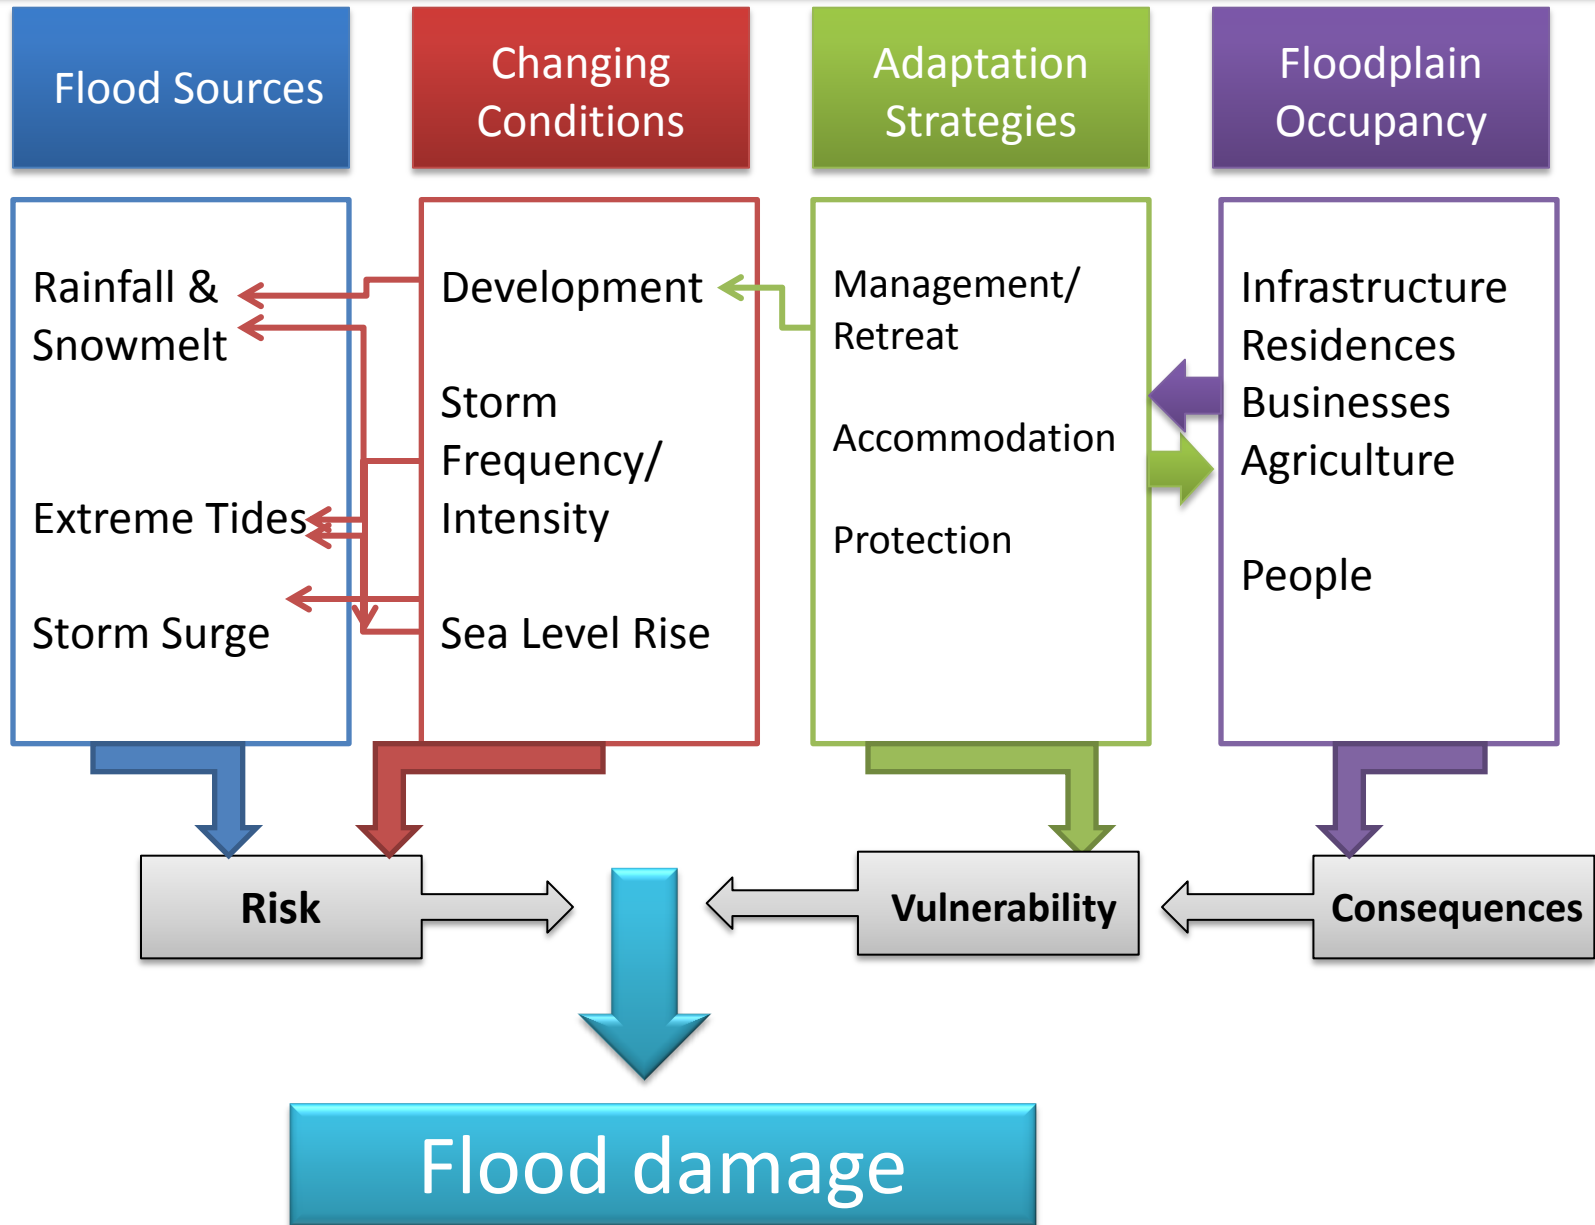 Flood Sources
Changing
Conditions
Adaptation
Strategies
Floodplain
Occupancy
Rainfall &
Snowmelt
Extreme Tides
Storm Surge
Development
Storm
Frequency/
Intensity
Sea Level Rise
Management/
Retreat
Accommodation
Protection
Infrastructure
Residences
Businesses
Agriculture
People
Risk
Vulnerability
Consequences
Flood damage